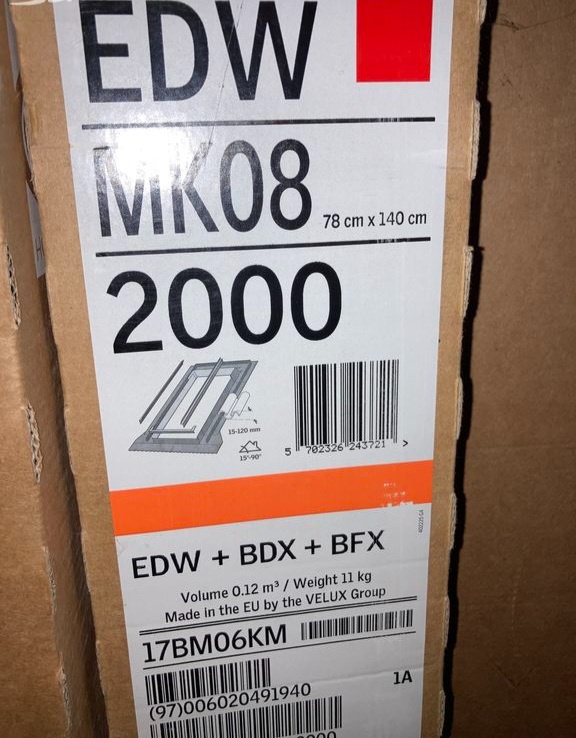 EDW
MK08 78 cm x 140 cm
2000
15-120 mm
15°-90°
5 702326 243721 >
EDW + BDX + BFX
Volume 0.12 m³ / Weight 11 kg
Made in the EU by the VELUX Group
17BM06KM
1A
(97)006020491940